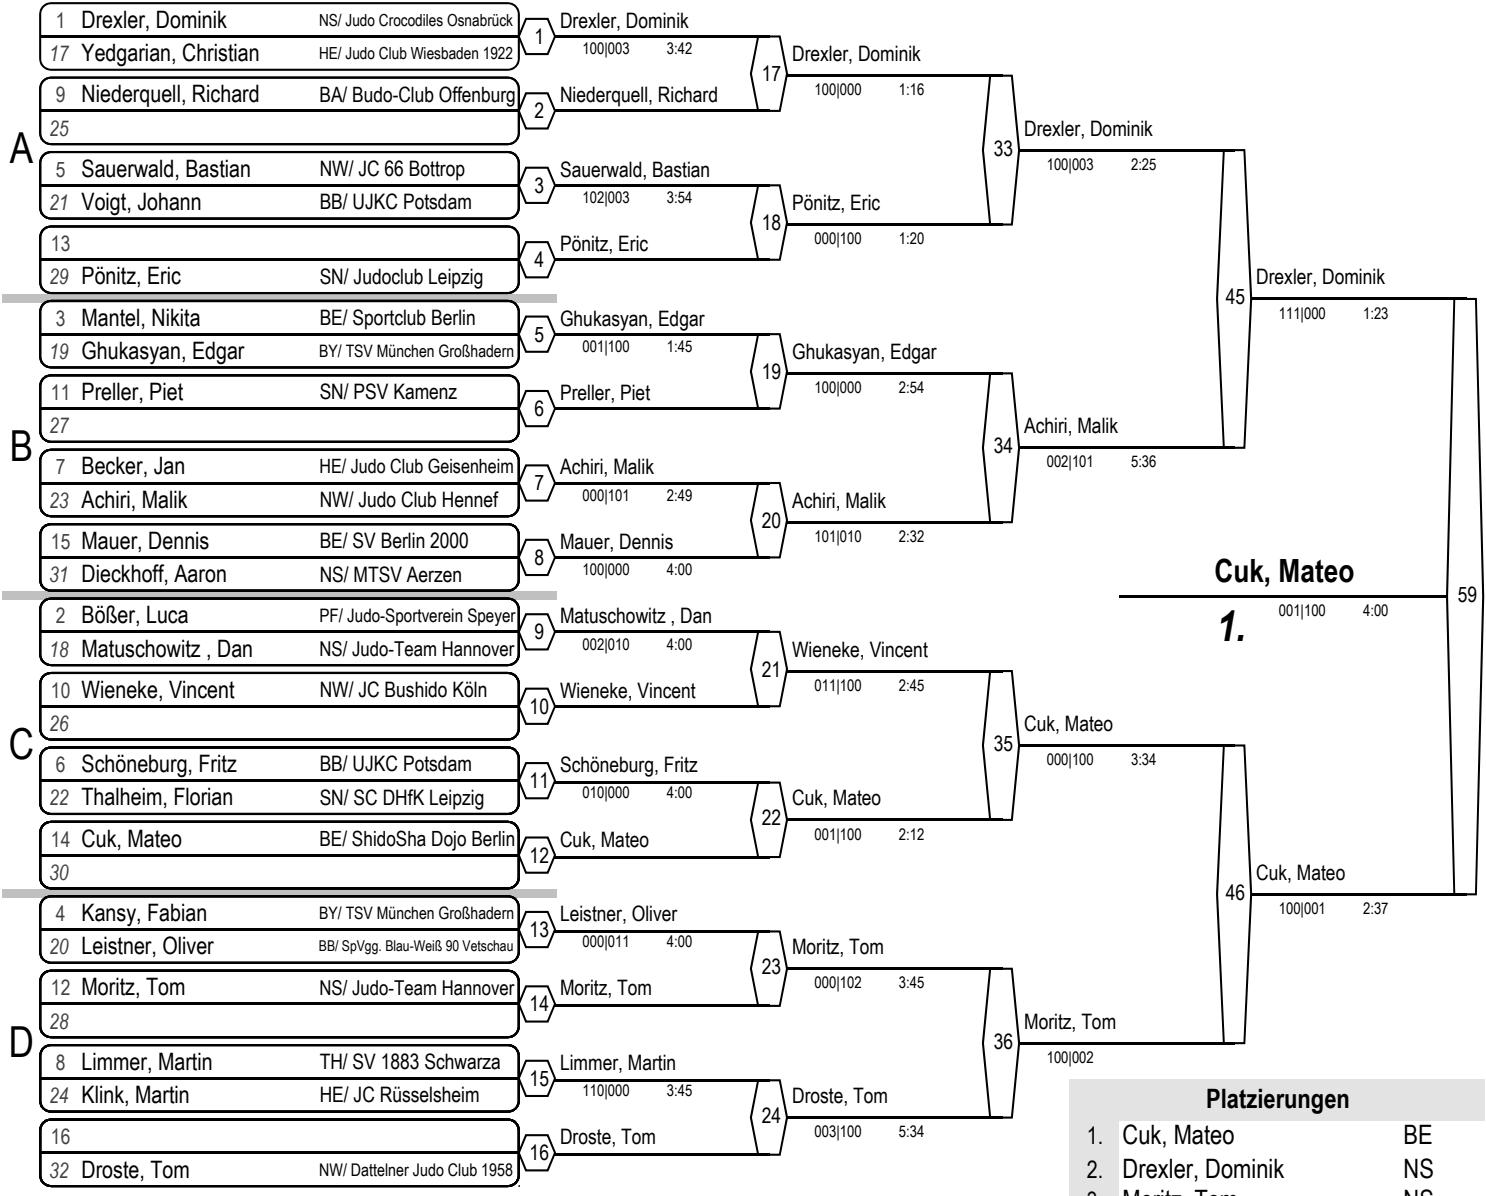 A
1 Drexler, Dominik NS/ Judo Crocodiles Osnabrück
17 Yedgarian, Christian HE/ Judo Club Wiesbaden 1922
9 Niederquell, Richard BA/ Budo-Club Offenburg
25
5 Sauerwald, Bastian NW/ JC 66 Bottrop
21 Voigt, Johann BB/ UJKC Potsdam
13
29 Pönitz, Eric SN/ Judoclub Leipzig
B
3 Mantel, Nikita BE/ Sportclub Berlin
19 Ghukasyan, Edgar BY/ TSV München Großhadern
11 Preller, Piet SN/ PSV Kamenz
27
7 Becker, Jan HE/ Judo Club Geisenheim
23 Achiri, Malik NW/ Judo Club Hennef
15 Mauer, Dennis BE/ SV Berlin 2000
31 Dieckhoff, Aaron NS/ MTSV Aerzen
C
2 Bößer, Luca PF/ Judo-Sportverein Speyer
18 Matuschowitz , Dan NS/ Judo-Team Hannover
10 Wieneke, Vincent NW/ JC Bushido Köln
26
6 Schöneburg, Fritz BB/ UJKC Potsdam
22 Thalheim, Florian SN/ SC DHfK Leipzig
14 Cuk, Mateo BE/ ShidoSha Dojo Berlin
30
D
4 Kansy, Fabian BY/ TSV München Großhadern
20 Leistner, Oliver BB/ SpVgg. Blau-Weiß 90 Vetschau
12 Moritz, Tom NS/ Judo-Team Hannover
28
8 Limmer, Martin TH/ SV 1883 Schwarza
24 Klink, Martin HE/ JC Rüsselsheim
16
32 Droste, Tom NW/ Dattelner Judo Club 1958
1 Drexler, Dominik
100|003 3:42
2 Niederquell, Richard
3 Sauerwald, Bastian
102|003 3:54
4 Pönitz, Eric
5 Ghukasyan, Edgar
001|100 1:45
6 Preller, Piet
7 Achiri, Malik
000|101 2:49
8 Mauer, Dennis
100|000 4:00
9 Matuschowitz , Dan
002|010 4:00
10 Wieneke, Vincent
11 Schöneburg, Fritz
010|000 4:00
12 Cuk, Mateo
13 Leistner, Oliver
000|011 4:00
14 Moritz, Tom
15 Limmer, Martin
110|000 3:45
16 Droste, Tom
17 Drexler, Dominik
100|000 1:16
18 Pönitz, Eric
000|100 1:20
19 Ghukasyan, Edgar
100|000 2:54
20 Achiri, Malik
101|010 2:32
21 Wieneke, Vincent
011|100 2:45
22 Cuk, Mateo
001|100 2:12
23 Moritz, Tom
000|102 3:45
24 Droste, Tom
003|100 5:34
33 Drexler, Dominik
100|003 2:25
34 Achiri, Malik
002|101 5:36
35 Cuk, Mateo
000|100 3:34
36 Moritz, Tom
100|002
45 Drexler, Dominik
111|000 1:23
46 Cuk, Mateo
100|001 2:37
59
Cuk, Mateo
1. 001|100 4:00
Platzierungen
1. Cuk, Mateo BE
2. Drexler, Dominik NS